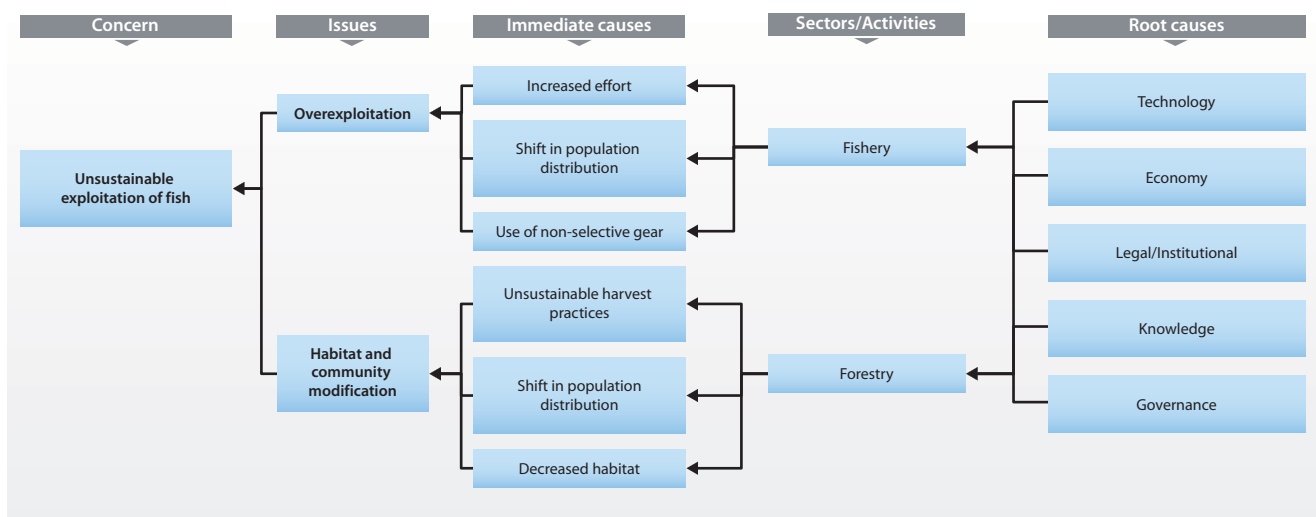 Concern
Issues
Immediate causes
Sectors/Activities
Root causes
Unsustainable
exploitation of fish
Overexploitation
Habitat and
community
modification
Increased effort
Shift in population
distribution
Use of non-selective gear
Unsustainable harvest
practices
Shift in population
distribution
Decreased habitat
Fishery
Forestry
Technology
Economy
Legal/Institutional
Knowledge
Governance